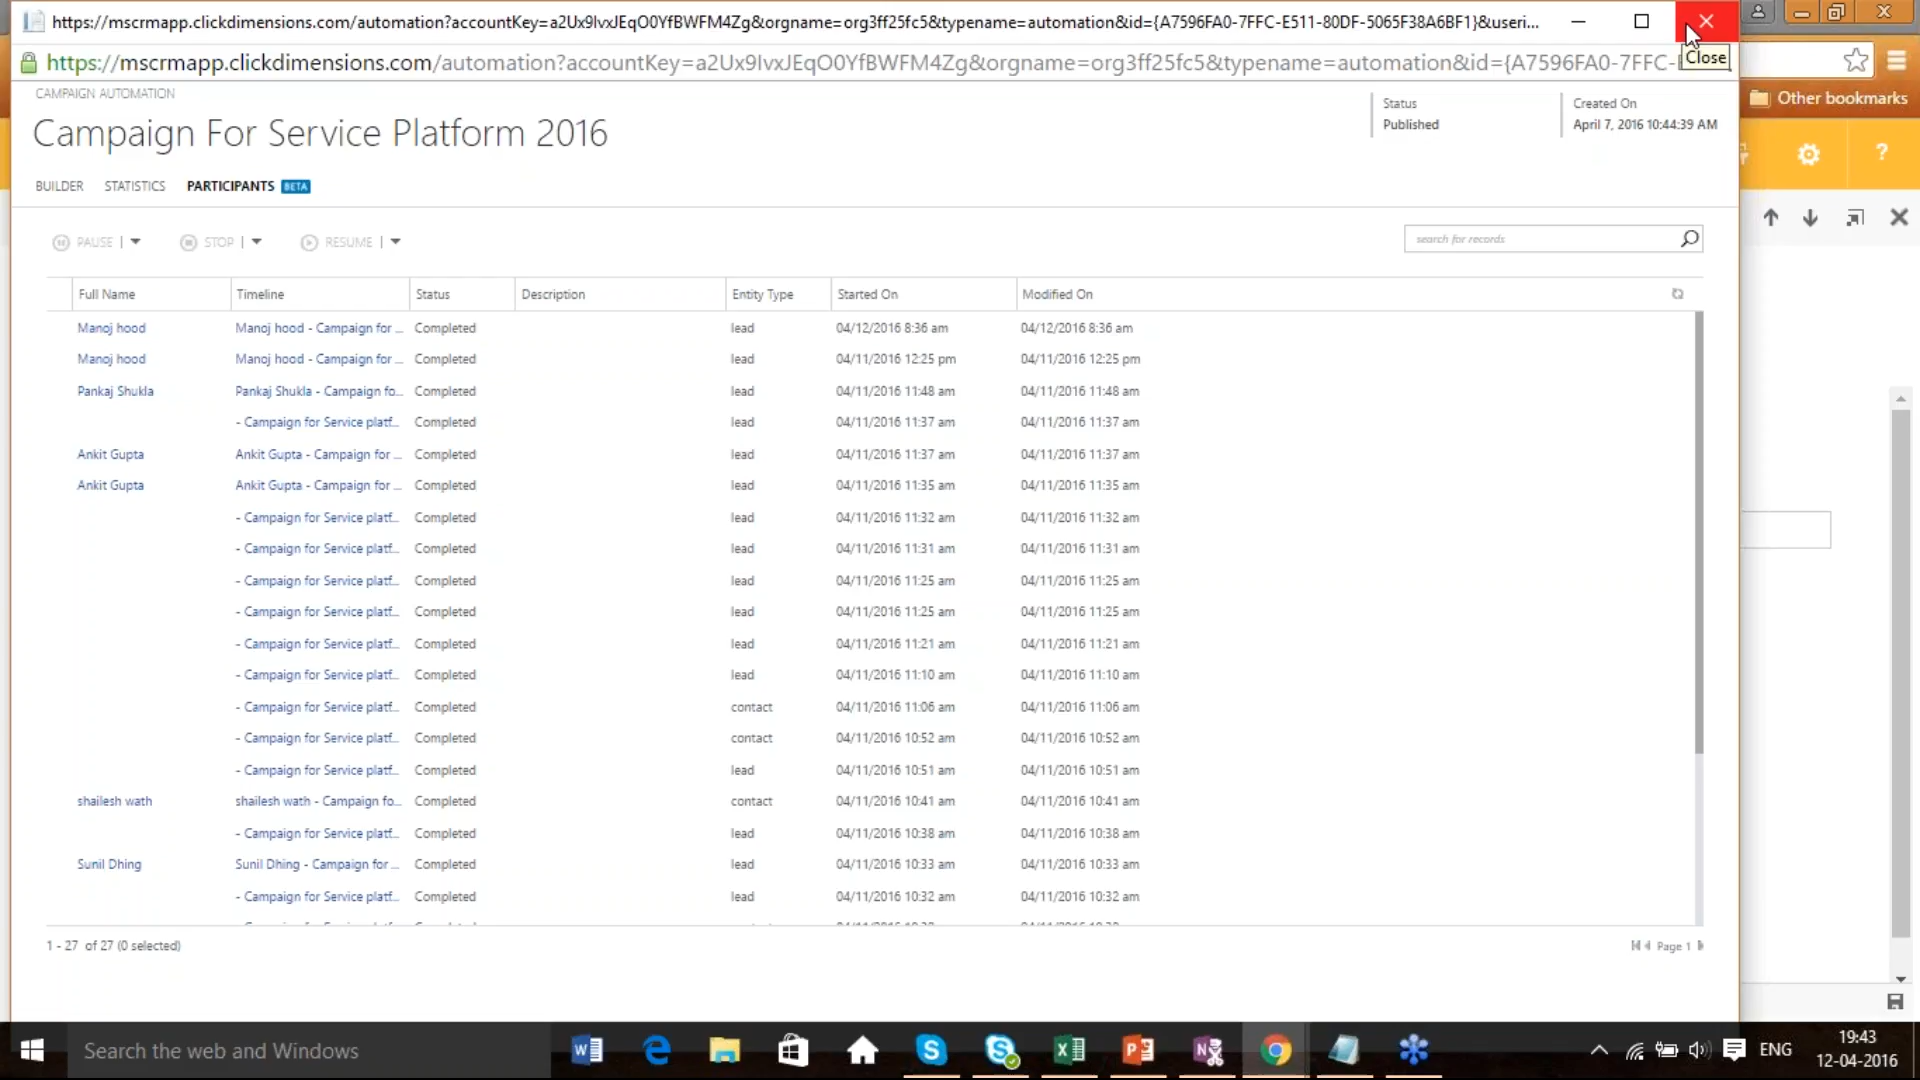 https://mscrmapp.clickdimensions.com/automation?accountKey=a2Ux9IvxJEqO0YfBWFM4Zg&orgname=org3ff25fc5&typename=automation&id={A7596FA0-7FFC-E511-80DF-5065F38A6BF1}&useri...
https://mscrmapp.clickdimensions.com/automation?accountKey=a2Ux9IvxJEqO0YfBWFM4Zg&orgname=org3ff25fc5&typename=automation&id={A7596FA0-7FFC-
Close
Other bookmarks
CAMPAIGN AUTOMATION
Campaign For Service Platform 2016
Status
Published
Created On
April 7, 2016 10:44:39 AM
BUILDER STATISTICS PARTICIPANTS BETA
PAUSE | STOP | RESUME |
search for records
Full Name Timeline Status Description Entity Type Started On Modified On
Manoj hood Manoj hood - Campaign for ... Completed lead 04/12/2016 8:36 am 04/12/2016 8:36 am
Manoj hood Manoj hood - Campaign for ... Completed lead 04/11/2016 12:25 pm 04/11/2016 12:25 pm
Pankaj Shukla Pankaj Shukla - Campaign fo... Completed lead 04/11/2016 11:48 am 04/11/2016 11:48 am
- Campaign for Service platf... Completed lead 04/11/2016 11:37 am 04/11/2016 11:37 am
Ankit Gupta Ankit Gupta - Campaign for ... Completed lead 04/11/2016 11:37 am 04/11/2016 11:37 am
Ankit Gupta Ankit Gupta - Campaign for ... Completed lead 04/11/2016 11:35 am 04/11/2016 11:35 am
- Campaign for Service platf... Completed lead 04/11/2016 11:32 am 04/11/2016 11:32 am
- Campaign for Service platf... Completed lead 04/11/2016 11:31 am 04/11/2016 11:31 am
- Campaign for Service platf... Completed lead 04/11/2016 11:25 am 04/11/2016 11:25 am
- Campaign for Service platf... Completed lead 04/11/2016 11:25 am 04/11/2016 11:25 am
- Campaign for Service platf... Completed lead 04/11/2016 11:21 am 04/11/2016 11:21 am
- Campaign for Service platf... Completed lead 04/11/2016 11:10 am 04/11/2016 11:10 am
- Campaign for Service platf... Completed contact 04/11/2016 11:06 am 04/11/2016 11:06 am
- Campaign for Service platf... Completed contact 04/11/2016 10:52 am 04/11/2016 10:52 am
- Campaign for Service platf... Completed lead 04/11/2016 10:51 am 04/11/2016 10:51 am
shailesh wath shailesh wath - Campaign fo... Completed contact 04/11/2016 10:41 am 04/11/2016 10:41 am
- Campaign for Service platf... Completed lead 04/11/2016 10:38 am 04/11/2016 10:38 am
Sunil Dhing Sunil Dhing - Campaign for ... Completed lead 04/11/2016 10:33 am 04/11/2016 10:33 am
- Campaign for Service platf... Completed lead 04/11/2016 10:32 am 04/11/2016 10:32 am
1 - 27 of 27 (0 selected)
Page 1
Search the web and Windows
ENG
19:43
12-04-2016